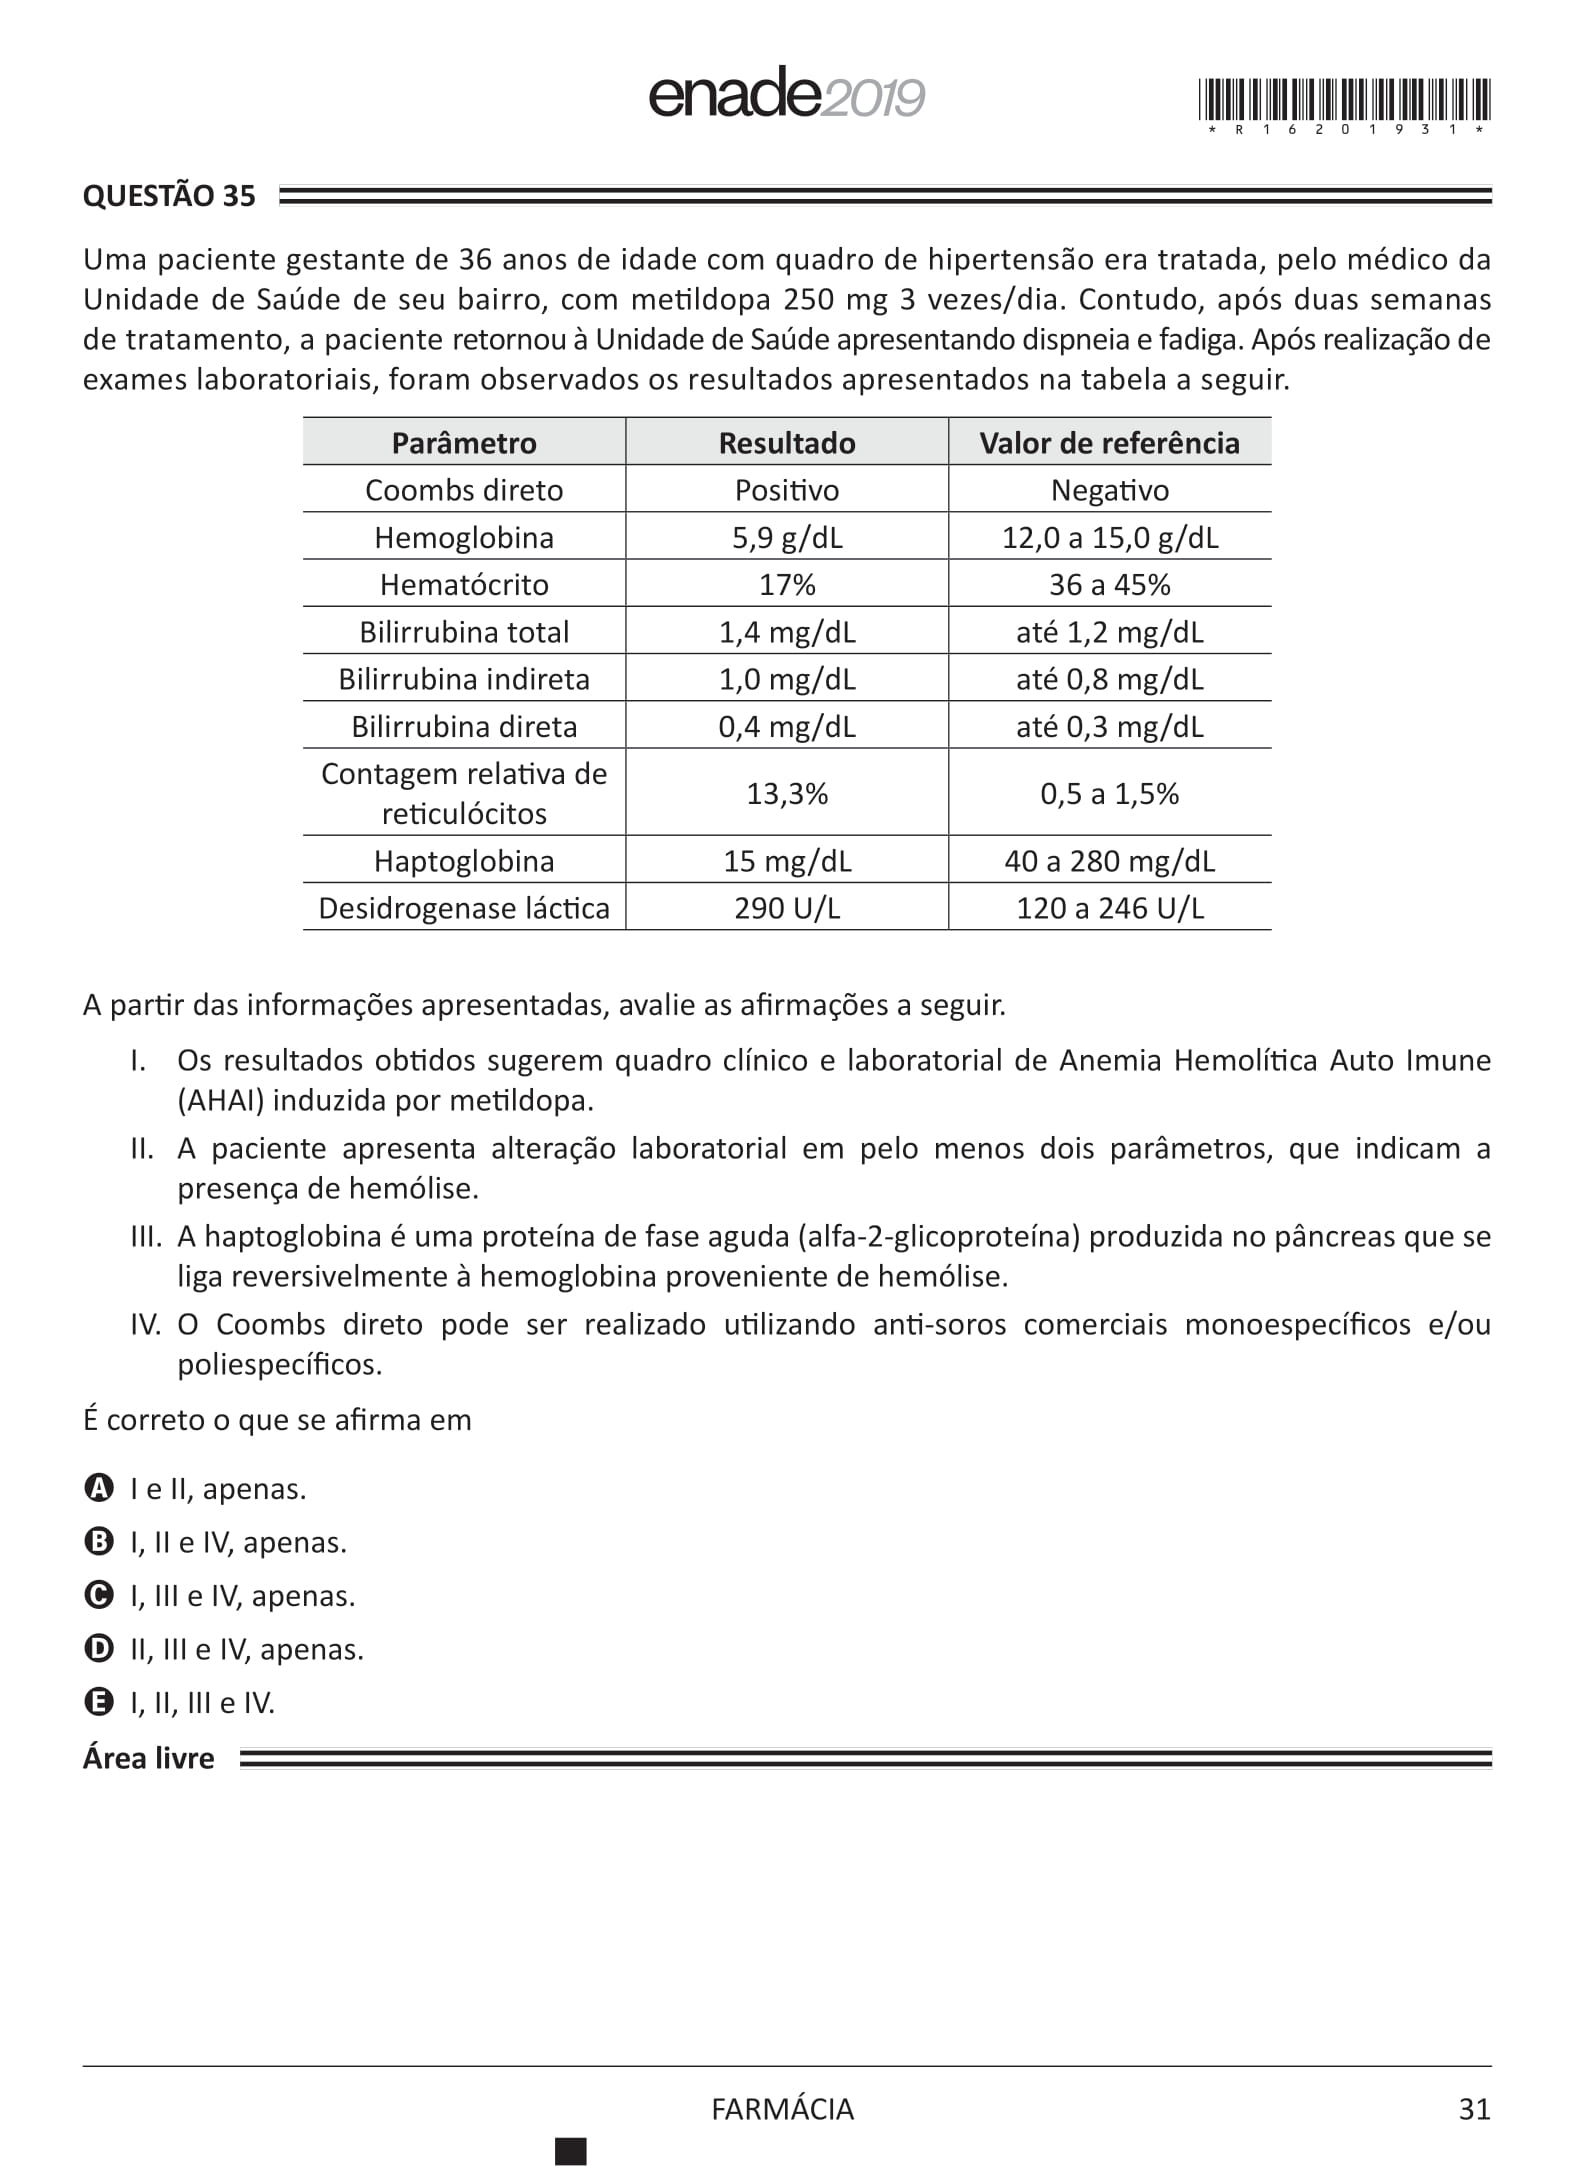 enade2019
* R 1 6 2 0 1 9 3 1 *
QUESTÃO 35
Uma paciente gestante de 36 anos de idade com quadro de hipertensão era tratada, pelo médico da
Unidade de Saúde de seu bairro, com metildopa 250 mg 3 vezes/dia. Contudo, após duas semanas
de tratamento, a paciente retornou à Unidade de Saúde apresentando dispneia e fadiga. Após realização de
exames laboratoriais, foram observados os resultados apresentados na tabela a seguir.
Parâmetro Resultado Valor de referência
Coombs direto Positivo Negativo
Hemoglobina 5,9 g/dL 12,0 a 15,0 g/dL
Hematócrito 17% 36 a 45%
Bilirrubina total 1,4 mg/dL até 1,2 mg/dL
Bilirrubina indireta 1,0 mg/dL até 0,8 mg/dL
Bilirrubina direta 0,4 mg/dL até 0,3 mg/dL
Contagem relativa de
reticulócitos 13,3% 0,5 a 1,5%
Haptoglobina 15 mg/dL 40 a 280 mg/dL
Desidrogenase láctica 290 U/L 120 a 246 U/L
A partir das informações apresentadas, avalie as afirmações a seguir.
I. Os resultados obtidos sugerem quadro clínico e laboratorial de Anemia Hemolítica Auto Imune
(AHAI) induzida por metildopa.
II. A paciente apresenta alteração laboratorial em pelo menos dois parâmetros, que indicam a
presença de hemólise.
III. A haptoglobina é uma proteína de fase aguda (alfa-2-glicoproteína) produzida no pâncreas que se
liga reversivelmente à hemoglobina proveniente de hemólise.
IV. O Coombs direto pode ser realizado utilizando anti-soros comerciais monoespecíficos e/ou
poliespecíficos.
É correto o que se afirma em
A I e II, apenas.
B I, II e IV, apenas.
C I, III e IV, apenas.
D II, III e IV, apenas.
E I, II, III e IV.
Área livre
FARMÁCIA 31